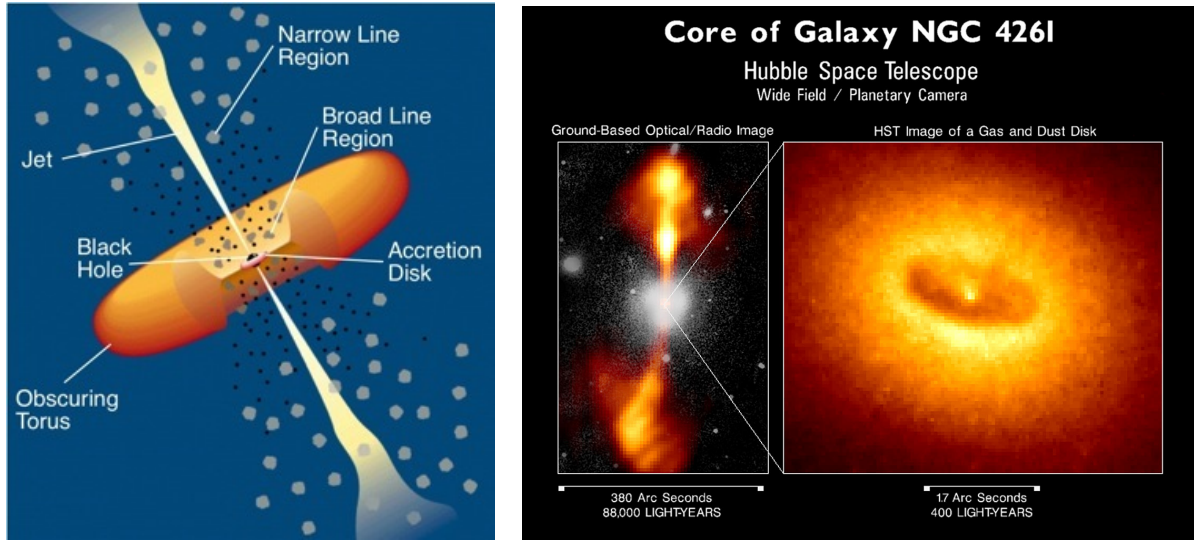 Narrow Line
Region
Broad Line
Region
Jet
Black
Hole
Accretion
Disk
Obscuring
Torus
Core of Galaxy NGC 4261
Hubble Space Telescope
Wide Field / Planetary Camera
Ground-Based Optical/Radio Image
HST Image of a Gas and Dust Disk
380 Arc Seconds
88,000 LIGHT-YEARS
17 Arc Seconds
400 LIGHT-YEARS